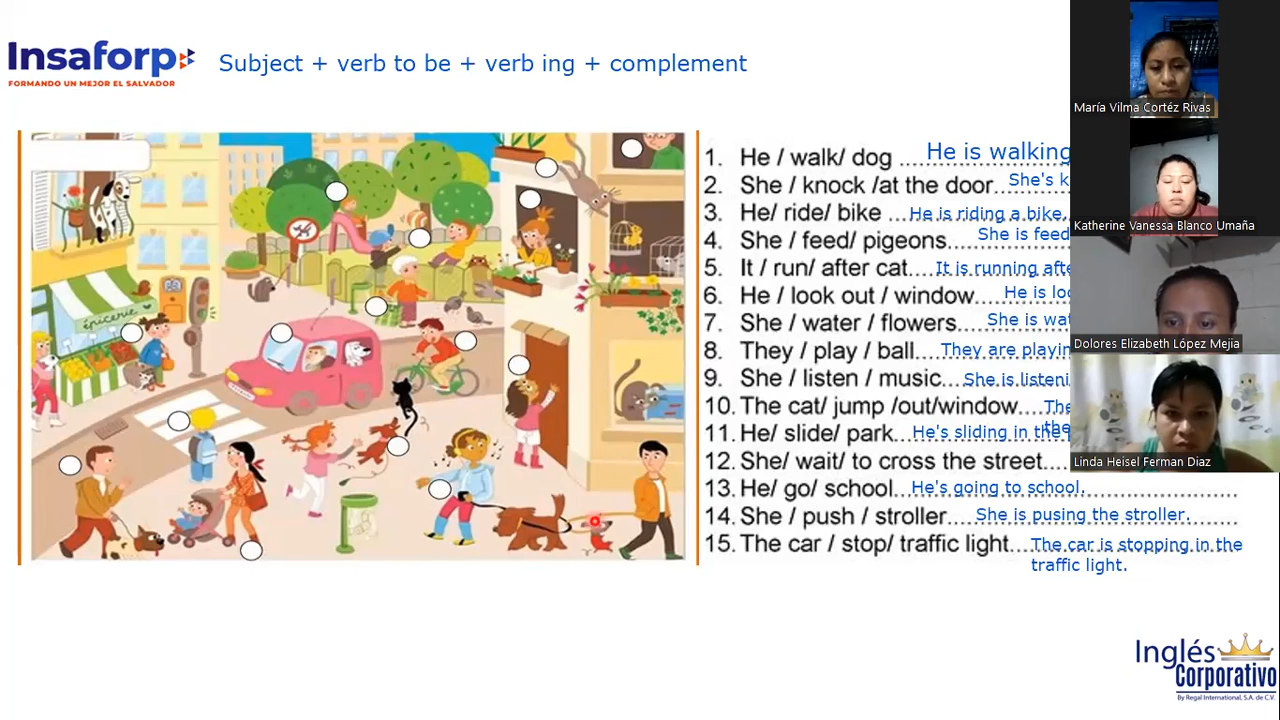 Insaforp
FORMANDO UN MEJOR EL SALVADOR
Subject + verb to be + verb ing + complement
épicerie
1. He / walk/ dog ................ He is walking
2. She / knock /at the door........ She's k
3. He/ ride/ bike ... He is riding a bike.
4. She / feed/ pigeons........ She is feed
5. It / run/ after cat.... It is running afte
6. He / look out / window..... He is loo
7. She / water / flowers...... She is wat
8. They / play / ball.... They are playin
9. She / listen / music.... She is listeni
10. The cat/ jump /out/window.... The
the
11. He/ slide/ park... He's sliding in the
12. She/ wait/ to cross the street....
13. He/ go/ school... He's going to school.
14. She / push / stroller.... She is pusing the stroller.
15. The car / stop/ traffic light.... The car is stopping in the
traffic light.
María Vilma Cortéz Rivas
Katherine Vanessa Blanco Umaña
Dolores Elizabeth López Mejia
Linda Heisel Ferman Diaz
Inglés
Corporativo
By Regal International, S.A. de C.V.